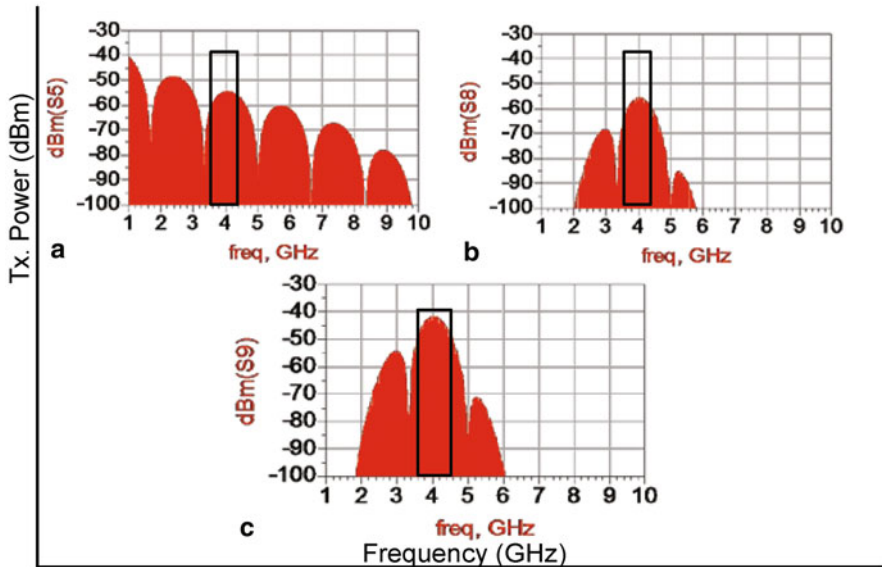 Tx. Power (dBm)
dBm(S5)
-30
-40
-50
-60
-70
-80
-90
-100
1 2 3 4 5 6 7 8 9 10
freq, GHz
a
dBm(S8)
-30
-40
-50
-60
-70
-80
-90
-100
1 2 3 4 5 6 7 8 9 10
freq, GHz
b
dBm(S9)
-30
-40
-50
-60
-70
-80
-90
-100
1 2 3 4 5 6 7 8 9 10
freq, GHz
c
Frequency (GHz)